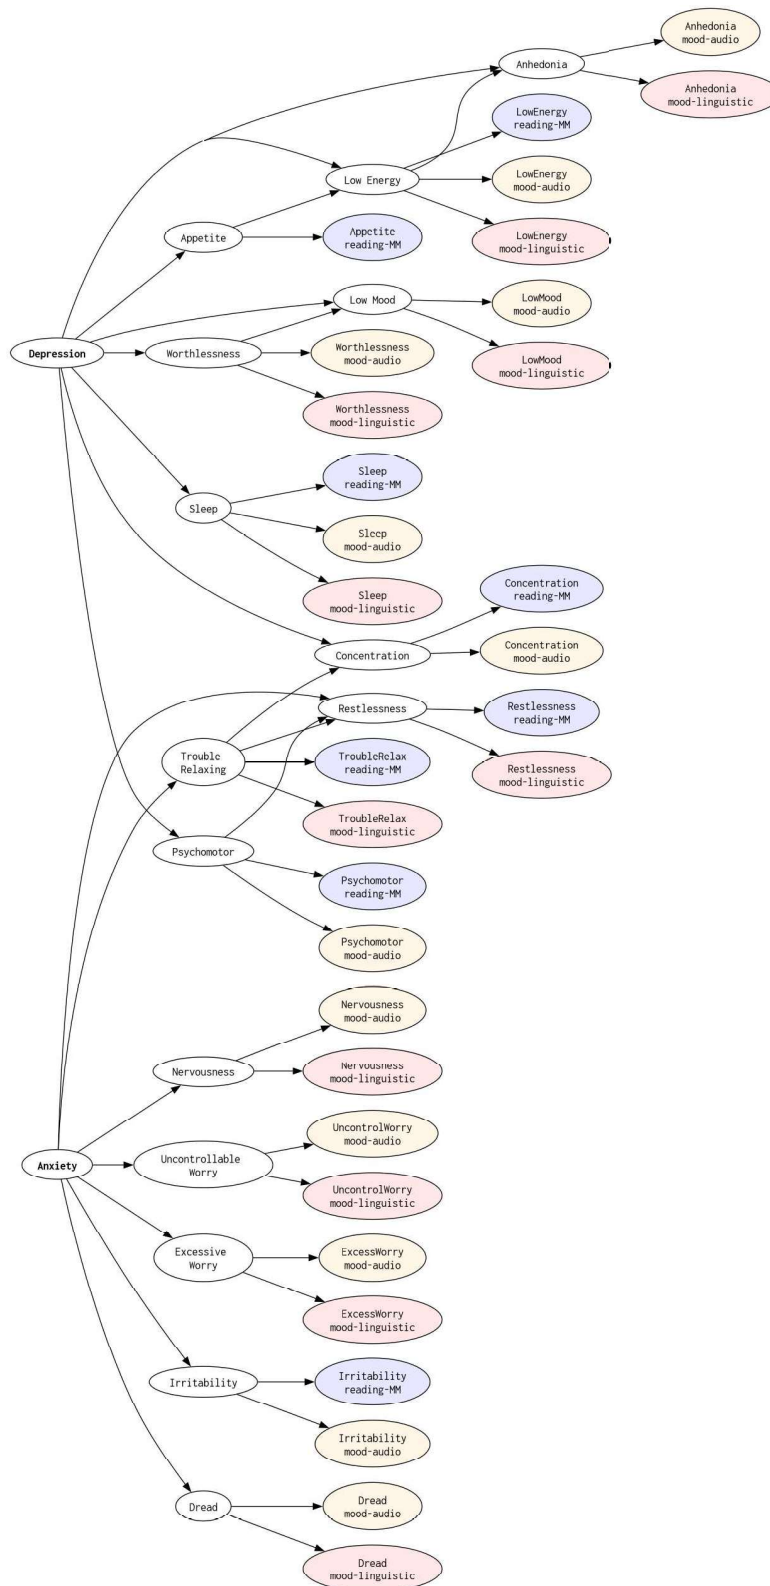 Anhedonia
mood-audio
Anhedonia
Anhedonia
mood-linguistic
LowEnergy
reading-MM
Low Energy
LowEnergy
mood-audio
Appetite
Appetite
reading-MM
LowEnergy
mood-linguistic
Low Mood
LowMood
mood-audio
Depression
Worthlessness
Worthlessness
mood-audio
LowMood
mood-linguistic
Worthlessness
mood-linguistic
Sleep
reading-MM
Sleep
Sleep
mood-audio
Sleep
mood-linguistic
Concentration
reading-MM
Concentration
Concentration
mood-audio
Restlessness
Restlessness
reading-MM
Trouble
Relaxing
TroubleRelax
reading-MM
Restlessness
mood-linguistic
TroubleRelax
mood-linguistic
Psychomotor
Psychomotor
reading-MM
Psychomotor
mood-audio
Nervousness
mood-audio
Nervousness
Nervousness
mood-linguistic
UncontrolWorry
mood-audio
Anxiety
Uncontrollable
Worry
UncontrolWorry
mood-linguistic
Excessive
Worry
ExcessWorry
mood-audio
ExcessWorry
mood-linguistic
Irritability
Irritability
reading-MM
Irritability
mood-audio
Dread
Dread
mood-audio
Dread
mood-linguistic